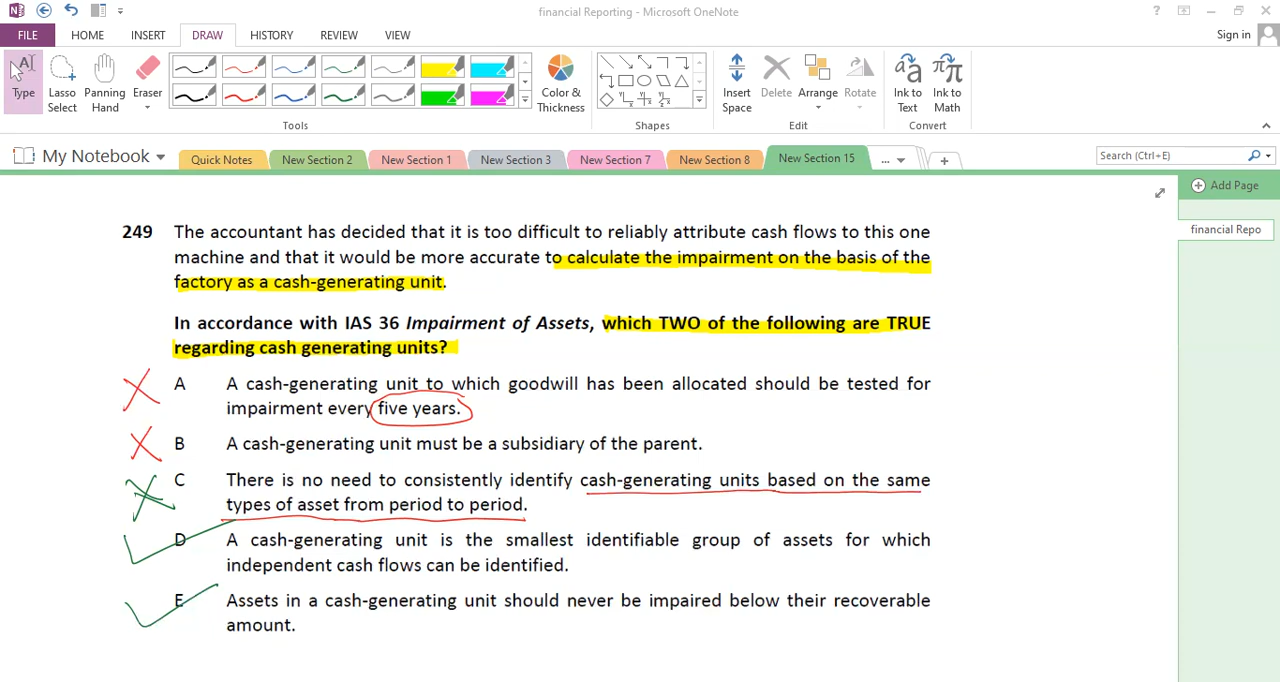 financial Reporting - Microsoft OneNote
?
FILE HOME INSERT DRAW HISTORY REVIEW VIEW
Sign in
Type
Lasso Select
Panning Hand
Eraser
Color & Thickness
Insert Space
Delete
Arrange
Rotate
Ink to Text
Ink to Math
Tools
Shapes
Edit
Convert
My Notebook
Quick Notes
New Section 2
New Section 1
New Section 3
New Section 7
New Section 8
New Section 15
...
+
Search (Ctrl+E)
Add Page
financial Repo
249 The accountant has decided that it is too difficult to reliably attribute cash flows to this one
machine and that it would be more accurate to calculate the impairment on the basis of the
factory as a cash-generating unit.
In accordance with IAS 36 Impairment of Assets, which TWO of the following are TRUE
regarding cash generating units?
A A cash-generating unit to which goodwill has been allocated should be tested for
impairment every five years.
B A cash-generating unit must be a subsidiary of the parent.
C There is no need to consistently identify cash-generating units based on the same
types of asset from period to period.
D A cash-generating unit is the smallest identifiable group of assets for which
independent cash flows can be identified.
E Assets in a cash-generating unit should never be impaired below their recoverable
amount.